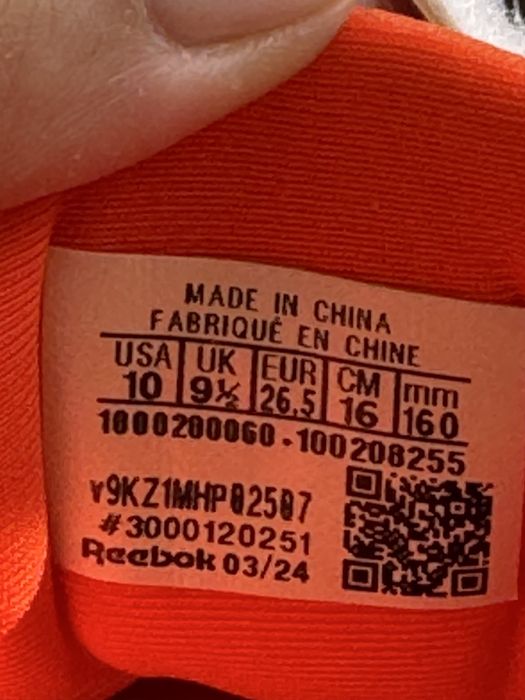 MADE IN CHINA
FABRIQUÉ EN CHINE
USA UK EUR CM mm
10 9½ 26.5 16 160
1000200060 - 100208255
v9KZ1MHP02507
#3000120251
Reebok 03/24